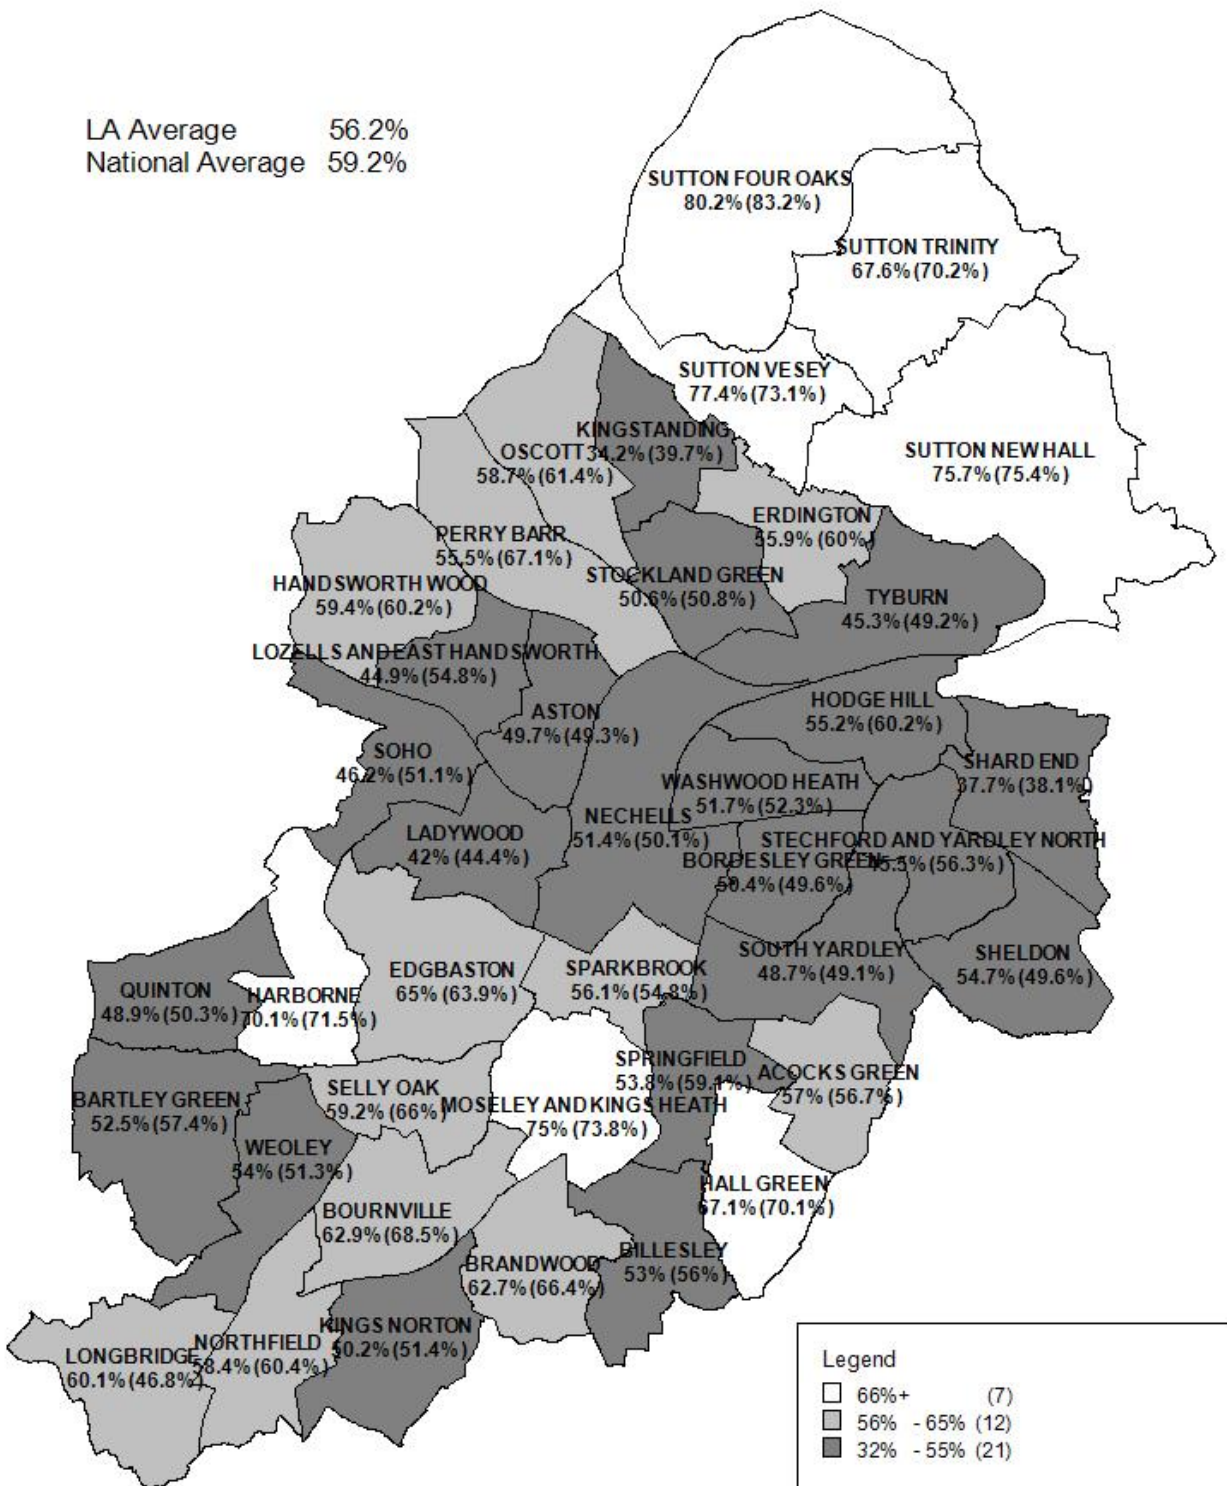 LA Average 56.2%
National Average 59.2%
SUTTON FOUR OAKS
80.2% (83.2%)
SUTTON TRINITY
67.6% (70.2%)
SUTTON VESEY
77.4% (73.1%)
SUTTON NEW HALL
75.7% (75.4%)
KINGSTANDING
34.2% (39.7%)
OSCOTT
58.7% (61.4%)
ERDINGTON
55.9% (60%)
PERRY BARR
55.5% (67.1%)
STOCKLAND GREEN
50.6% (50.8%)
HANDSWORTH WOOD
59.4% (60.2%)
TYBURN
45.3% (49.2%)
LOZELLS AND EAST HANDSWORTH
44.9% (54.8%)
ASTON
49.7% (49.3%)
HODGE HILL
55.2% (60.2%)
SOHO
46.2% (51.1%)
SHARD END
37.7% (38.1%)
WASHWOOD HEATH
51.7% (52.3%)
NECHELLS
51.4% (50.1%)
LADYWOOD
42% (44.4%)
STECHFORD AND YARDLEY NORTH
45.5% (56.3%)
BORDESLEY GREEN
50.4% (49.6%)
SOUTH YARDLEY
48.7% (49.1%)
SHELDON
54.7% (49.6%)
EDGBASTON
65% (63.9%)
SPARKBROOK
56.1% (54.8%)
QUINTON
48.9% (50.3%)
HARBORNE
70.1% (71.5%)
SPRINGFIELD
53.8% (59.1%)
ACOCKS GREEN
57% (56.7%)
BARTLEY GREEN
52.5% (57.4%)
SELLY OAK
59.2% (66%)
MOSELEY AND KINGS HEATH
75% (73.8%)
WEOLEY
54% (51.3%)
HALL GREEN
67.1% (70.1%)
BOURNVILLE
62.9% (68.5%)
BILLESLEY
53% (56%)
BRANDWOOD
62.7% (66.4%)
KINGS NORTON
50.2% (51.4%)
NORTHFIELD
58.4% (60.4%)
LONGBRIDGE
60.1% (46.8%)
Legend
66%+ (7)
56% - 65% (12)
32% - 55% (21)